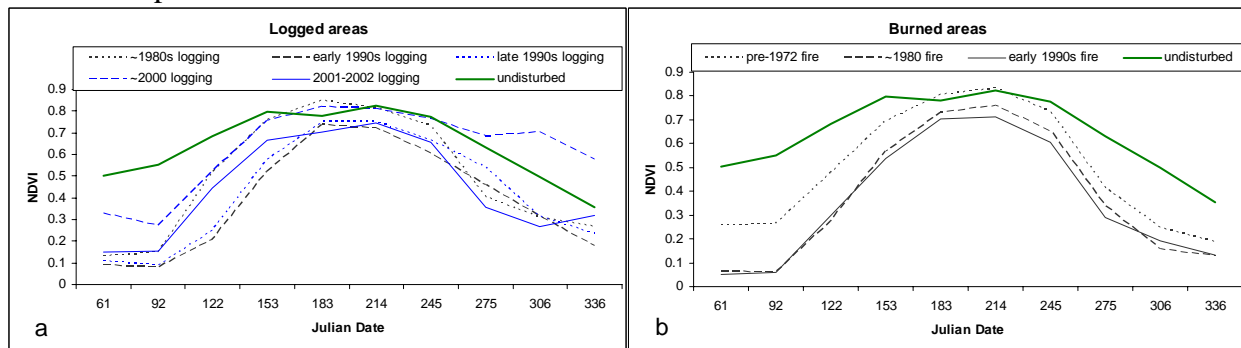 Logged areas
~1980s logging early 1990s logging late 1990s logging
~2000 logging 2001-2002 logging undisturbed
0.9
0.8
0.7
0.6
0.5
0.4
0.3
0.2
0.1
0
NDVI
61 92 122 153 183 214 245 275 306 336
Julian Date
a
Burned areas
pre-1972 fire ~1980 fire early 1990s fire undisturbed
0.9
0.8
0.7
0.6
0.5
0.4
0.3
0.2
0.1
0
NDVI
61 92 122 153 183 214 245 275 306 336
Julian Date
b